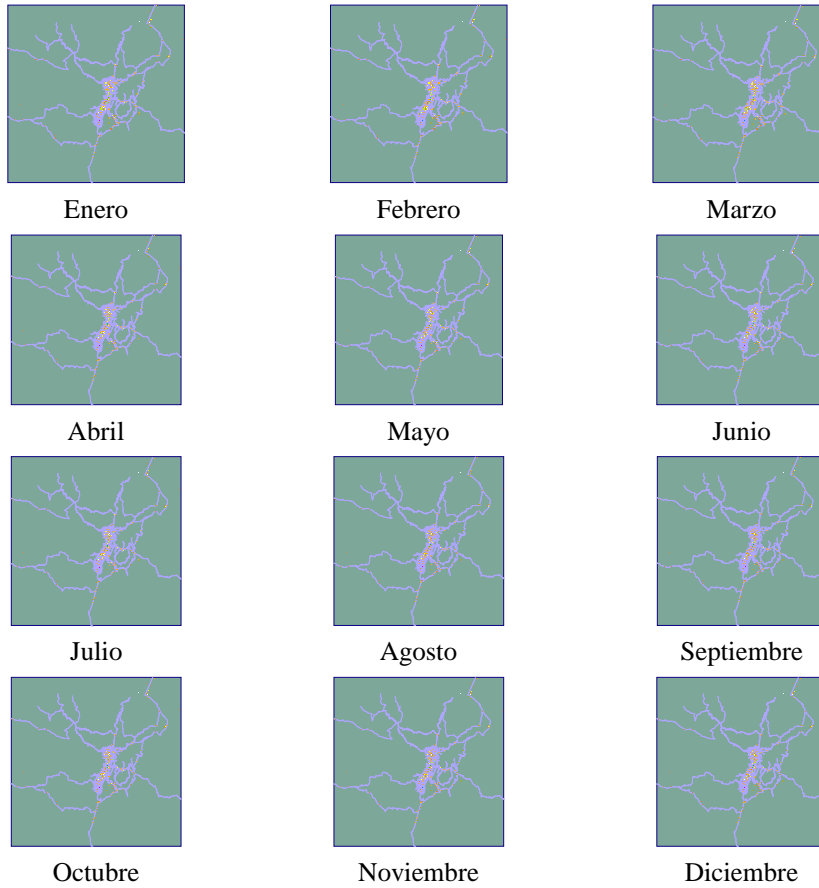 Enero Febrero Marzo
Abril Mayo Junio
Julio Agosto Septiembre
Octubre Noviembre Diciembre